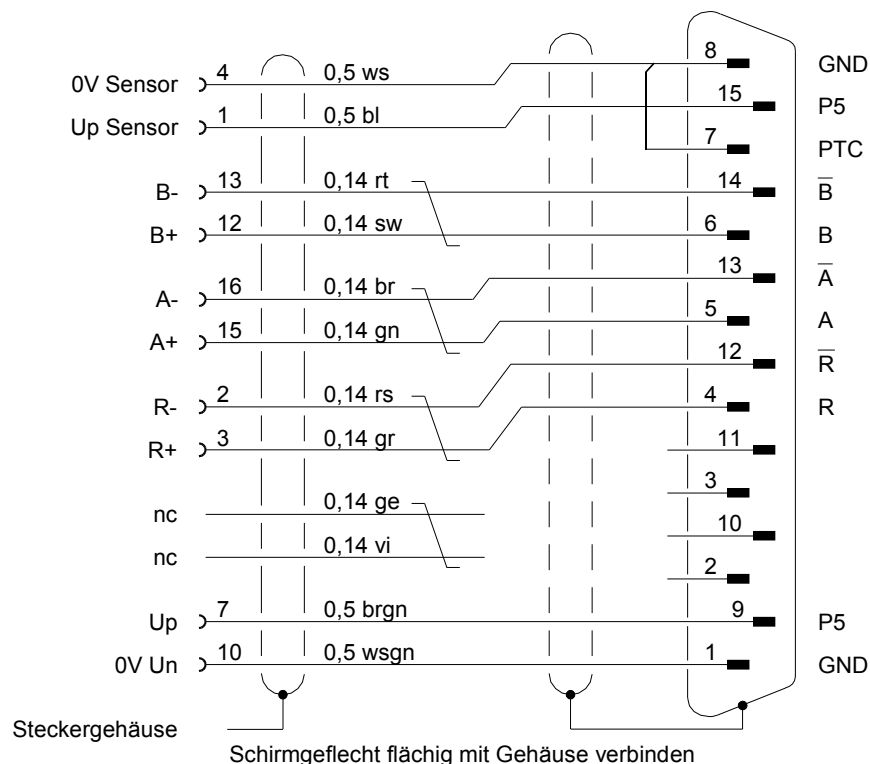 8 GND
0V Sensor 4 0,5 ws
15 P5
Up Sensor 1 0,5 bl
7 PTC
B- 13 0,14 rt 14 B̅
B+ 12 0,14 sw 6 B
13 A̅
A- 16 0,14 br
5 A
A+ 15 0,14 gn
12 R̅
R- 2 0,14 rs 4 R
R+ 3 0,14 gr 11
3
nc 0,14 ge
10
nc 0,14 vi
2
Up 7 0,5 brgn 9 P5
0V Un 10 0,5 wsgn 1 GND
Steckergehäuse
Schirmgeflecht flächig mit Gehäuse verbinden